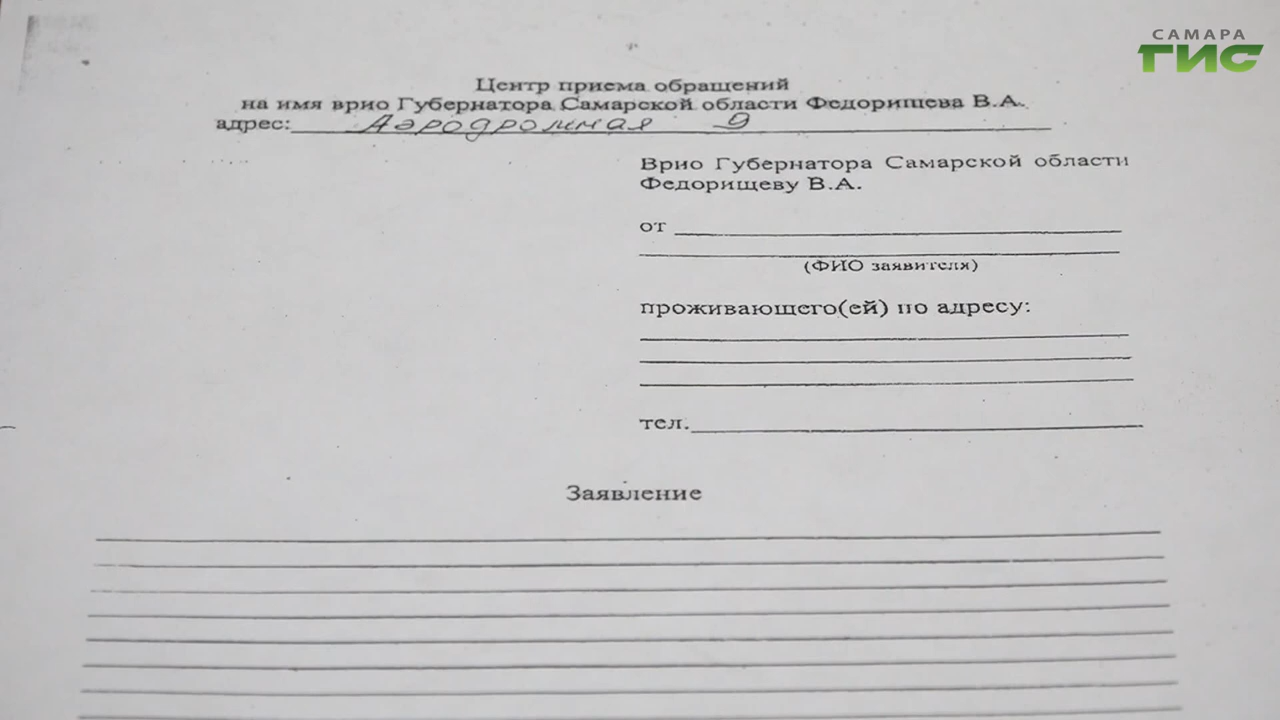 САМАРА
ГИС
Центр приема обращений
на имя врио Губернатора Самарской области Федорищева В.А.
адрес: Аэродромная 9
Врио Губернатора Самарской области
Федорищеву В.А.
от
(ФИО заявителя)
проживающего(ей) по адресу:
тел.
Заявление